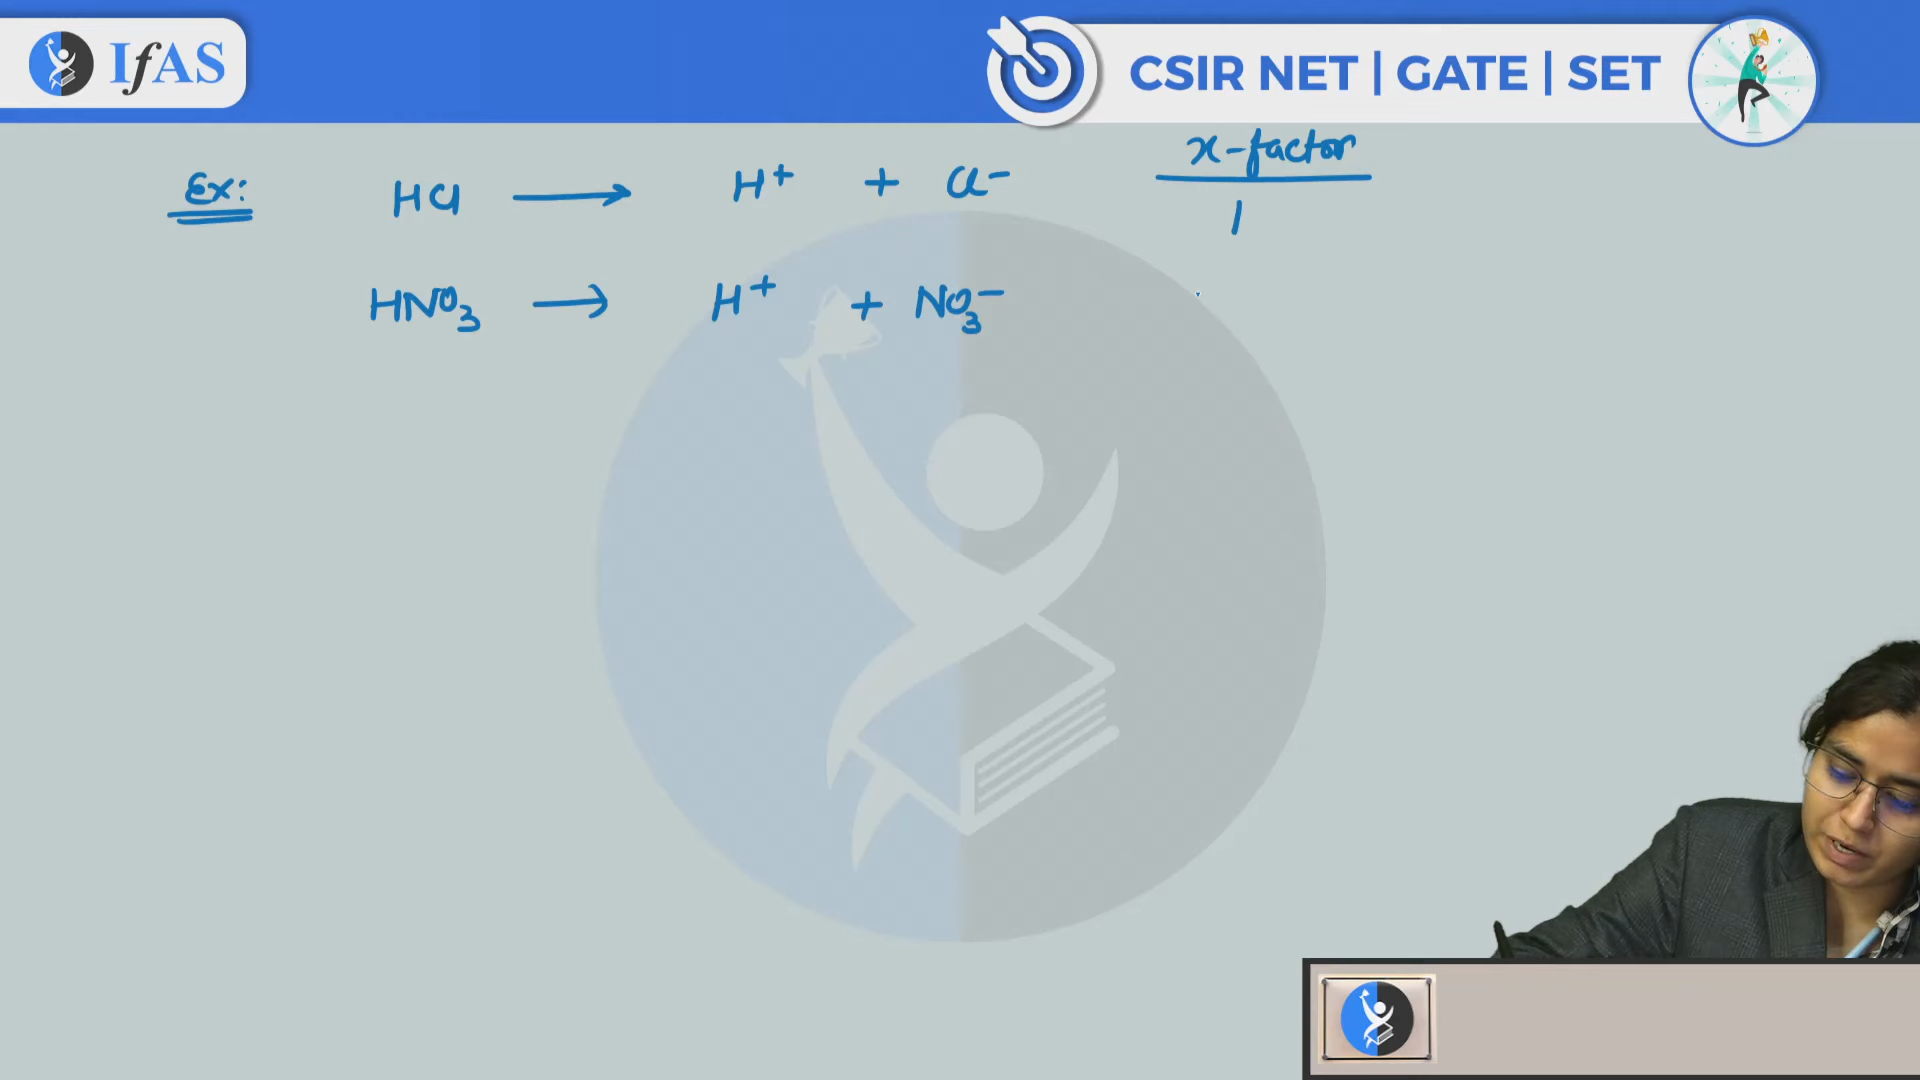 IfAS
CSIR NET | GATE | SET
x-factor
Ex: HCl ⟶ H⁺ + Cl⁻
1
HNO₃ ⟶ H⁺ + NO₃⁻